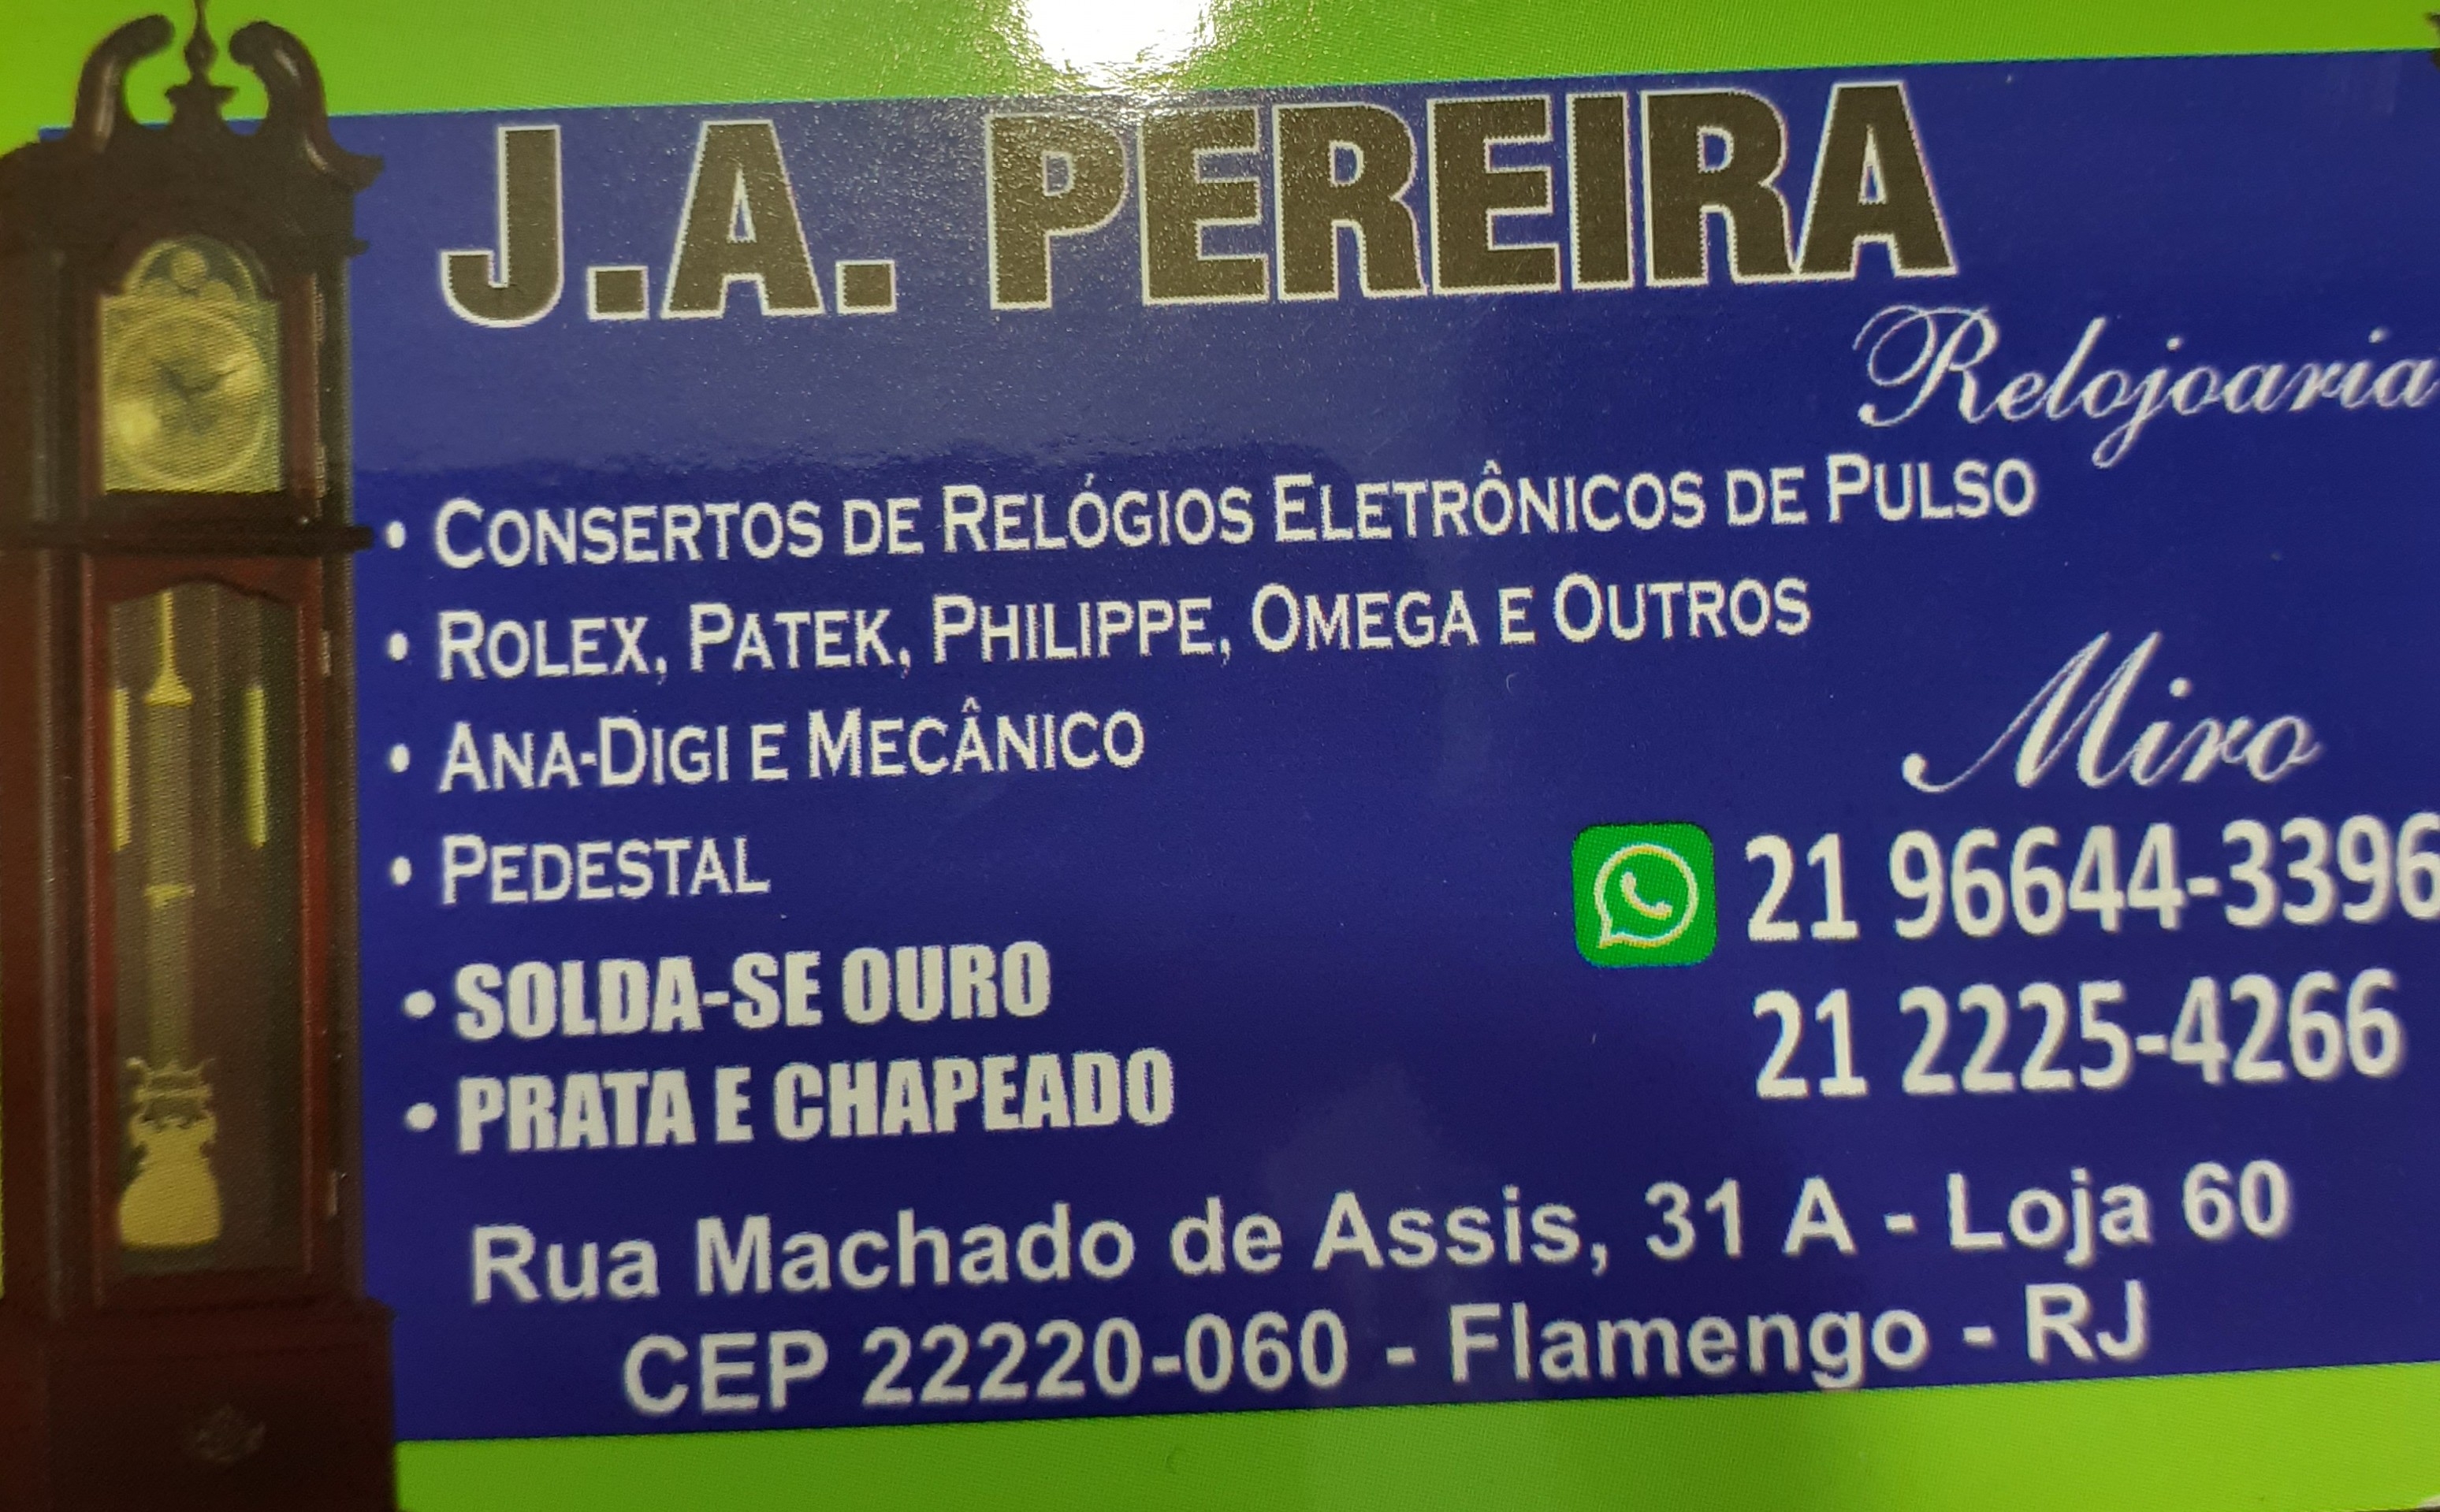 J.A. PEREIRA
Relojoaria
• CONSERTOS DE RELÓGIOS ELETRÔNICOS DE PULSO
• ROLEX, PATEK, PHILIPPE, OMEGA E OUTROS
• ANA-DIGI E MECÂNICO
• PEDESTAL
• SOLDA-SE OURO
• PRATA E CHAPEADO
Miro
21 96644-3396
21 2225-4266
Rua Machado de Assis, 31 A - Loja 60
CEP 22220-060 - Flamengo - RJ